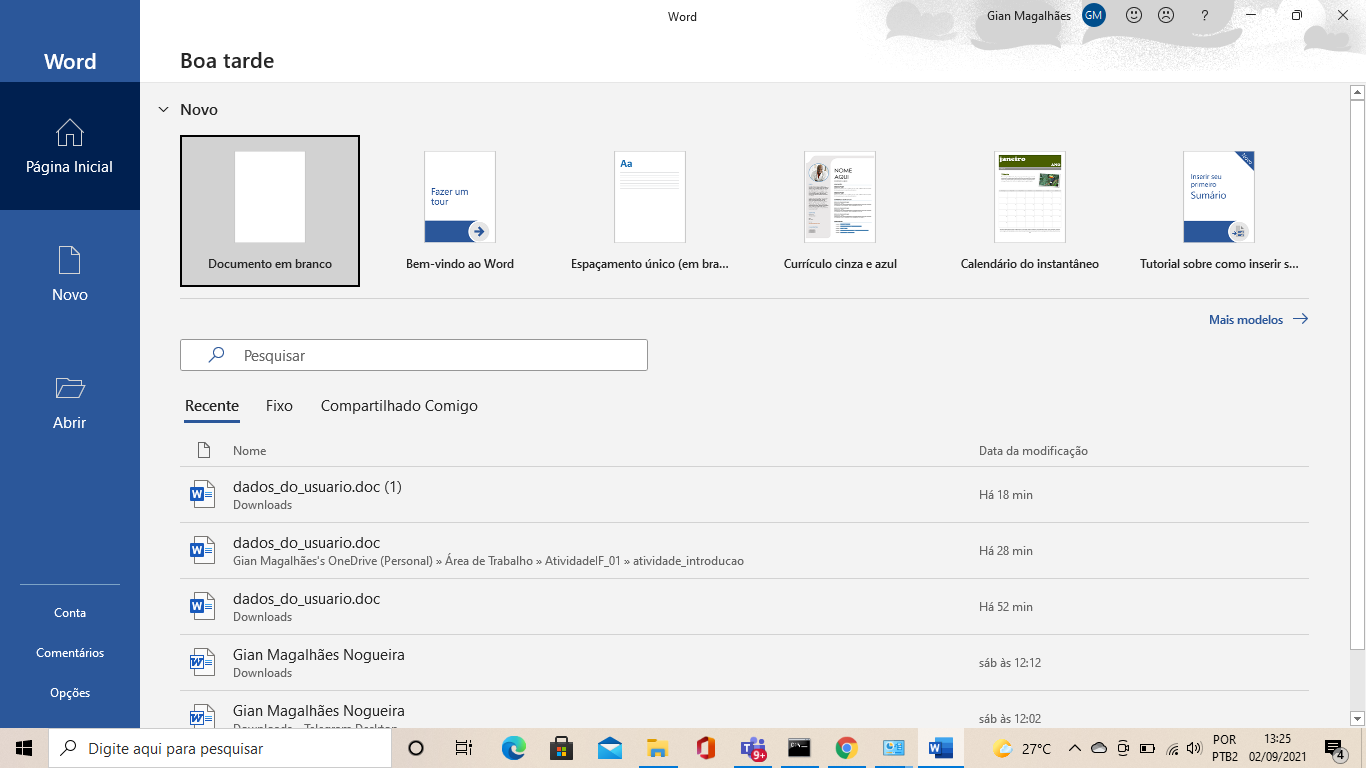 Word
Gian Magalhães
GM
?
Word
Boa tarde
Novo
Página Inicial
Novo
Abrir
Conta
Comentários
Opções
Documento em branco
Fazer um
tour
Bem-vindo ao Word
Aa
Espaçamento único (em bra...
NOME
AQUI
Currículo cinza e azul
janeiro
ANO
Calendário do instantâneo
Novo
Inserir seu
primeiro
Sumário
Tutorial sobre como inserir s...
Mais modelos
Pesquisar
Recente Fixo Compartilhado Comigo
Nome Data da modificação
dados_do_usuario.doc (1)
Downloads
Há 18 min
dados_do_usuario.doc
Gian Magalhães's OneDrive (Personal) » Área de Trabalho » AtividadeIF_01 » atividade_introducao
Há 28 min
dados_do_usuario.doc
Downloads
Há 52 min
Gian Magalhães Nogueira
Downloads
sáb às 12:12
Gian Magalhães Nogueira
Downloads » Telegram Desktop
sáb às 12:02
Digite aqui para pesquisar
9+
27°C
POR
PTB2
13:25
02/09/2021
4